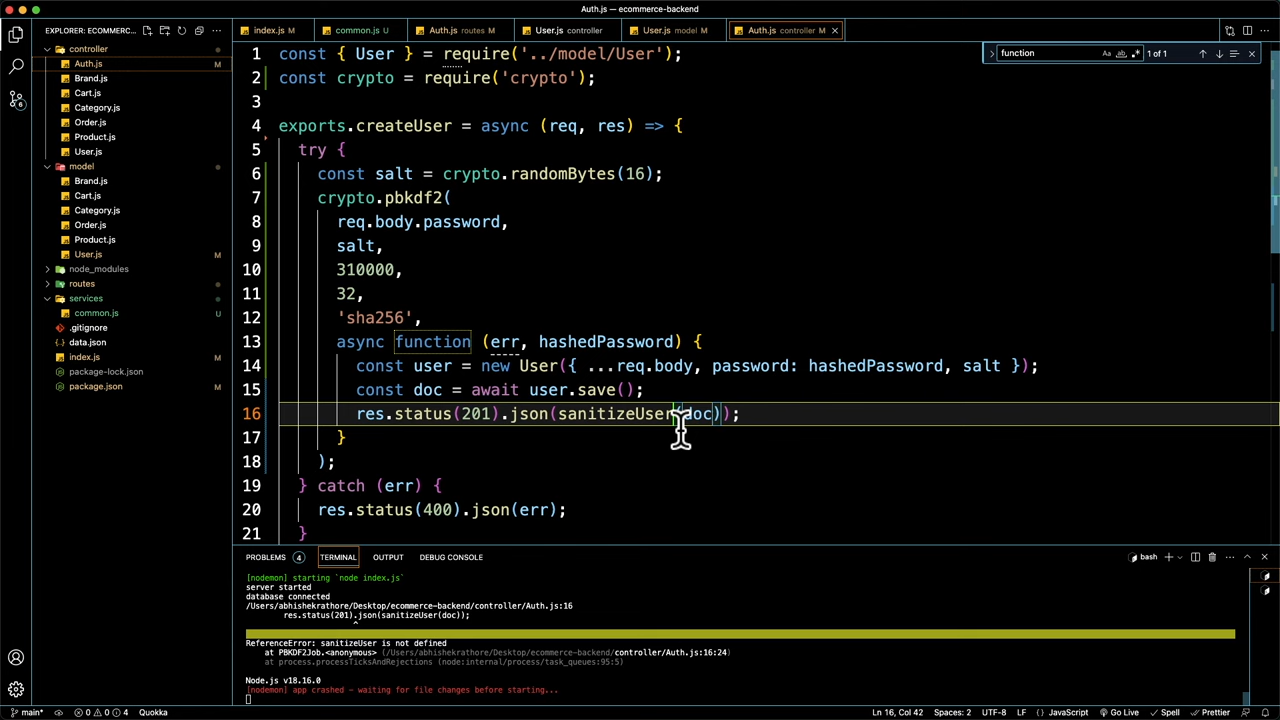 Auth.js — ecommerce-backend
EXPLORER: ECOMMERC...
index.js M
common.js U
Auth.js routes M
User.js controller
User.js model M
Auth.js controller M
controller
Auth.js M
Brand.js
Cart.js
Category.js
Order.js
Product.js
User.js
model
Brand.js
Cart.js
Category.js
Order.js
Product.js
User.js M
node_modules
routes
services
common.js U
.gitignore
data.json
index.js M
package-lock.json
package.json M
6
function
Aa ab .*
1 of 1
1 const { User } = require('../model/User');
2 const crypto = require('crypto');
3
4 exports.createUser = async (req, res) => {
5 try {
6 const salt = crypto.randomBytes(16);
7 crypto.pbkdf2(
8 req.body.password,
9 salt,
10 310000,
11 32,
12 'sha256',
13 async function (err, hashedPassword) {
14 const user = new User({ ...req.body, password: hashedPassword, salt });
15 const doc = await user.save();
16 res.status(201).json(sanitizeUser(doc));
17 }
18 );
19 } catch (err) {
20 res.status(400).json(err);
21 }
PROBLEMS 4 TERMINAL OUTPUT DEBUG CONSOLE
bash
[nodemon] starting `node index.js`
server started
database connected
/Users/abhishekrathore/Desktop/ecommerce-backend/controller/Auth.js:16
res.status(201).json(sanitizeUser(doc));
^
ReferenceError: sanitizeUser is not defined
at PBKDF2Job.<anonymous> (/Users/abhishekrathore/Desktop/ecommerce-backend/controller/Auth.js:16:24)
at process.processTicksAndRejections (node:internal/process/task_queues:95:5)
Node.js v18.16.0
[nodemon] app crashed - waiting for file changes before starting...
main* 0 0 4 Quokka
Ln 16, Col 42 Spaces: 2 UTF-8 LF {} JavaScript Go Live Spell Prettier